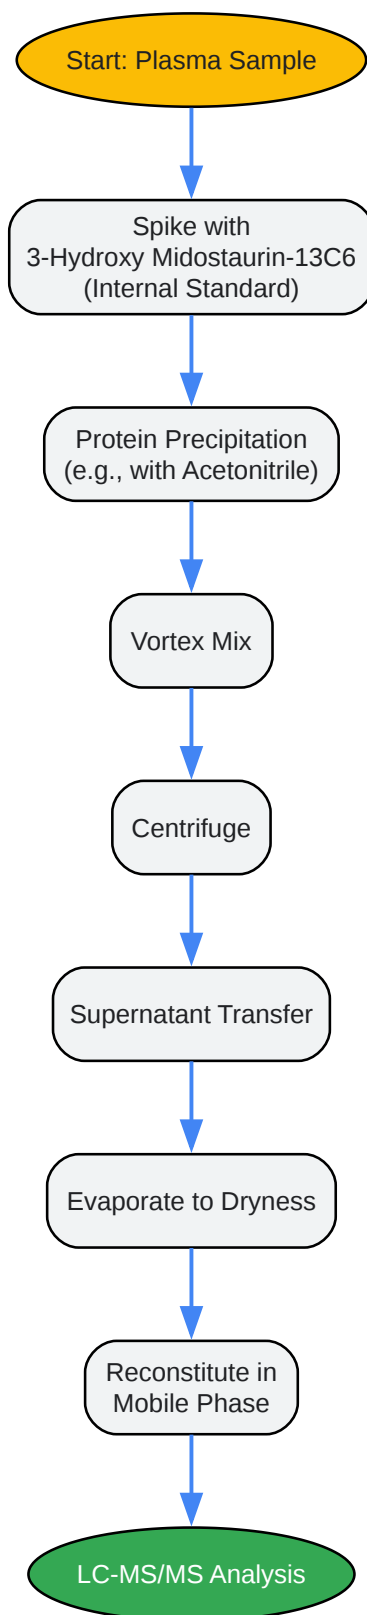 Start: Plasma Sample
Spike with
3-Hydroxy Midostaurin-13C6
(Internal Standard)
Protein Precipitation
(e.g., with Acetonitrile)
Vortex Mix
Centrifuge
Supernatant Transfer
Evaporate to Dryness
Reconstitute in
Mobile Phase
LC-MS/MS Analysis